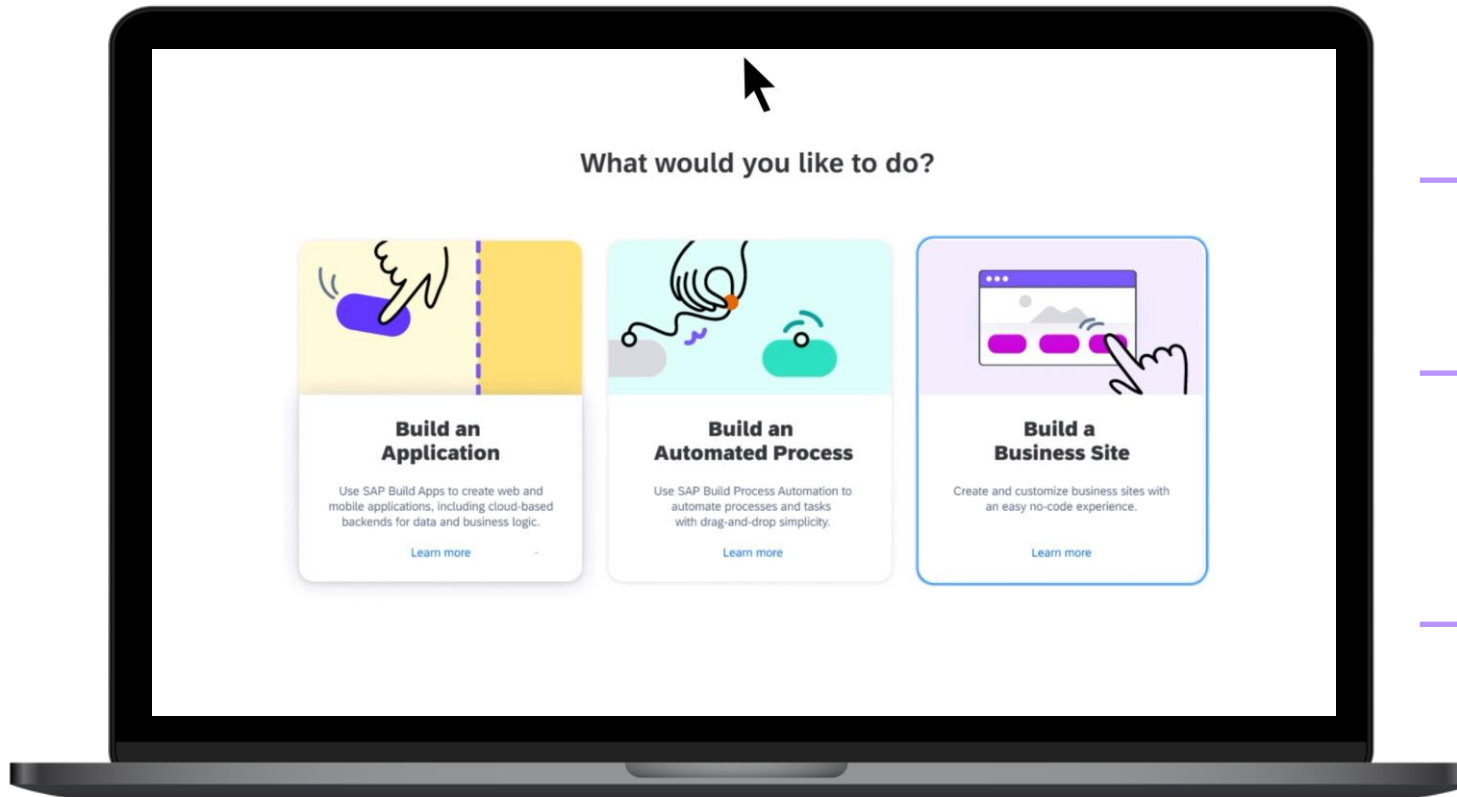 What would you like to do?
Build an
Application
Use SAP Build Apps to create web and
mobile applications, including cloud-based
backends for data and business logic.
Learn more
Build an
Automated Process
Use SAP Build Process Automation to
automate processes and tasks
with drag-and-drop simplicity.
Learn more
Build a
Business Site
Create and customize business sites with
an easy no-code experience.
Learn more